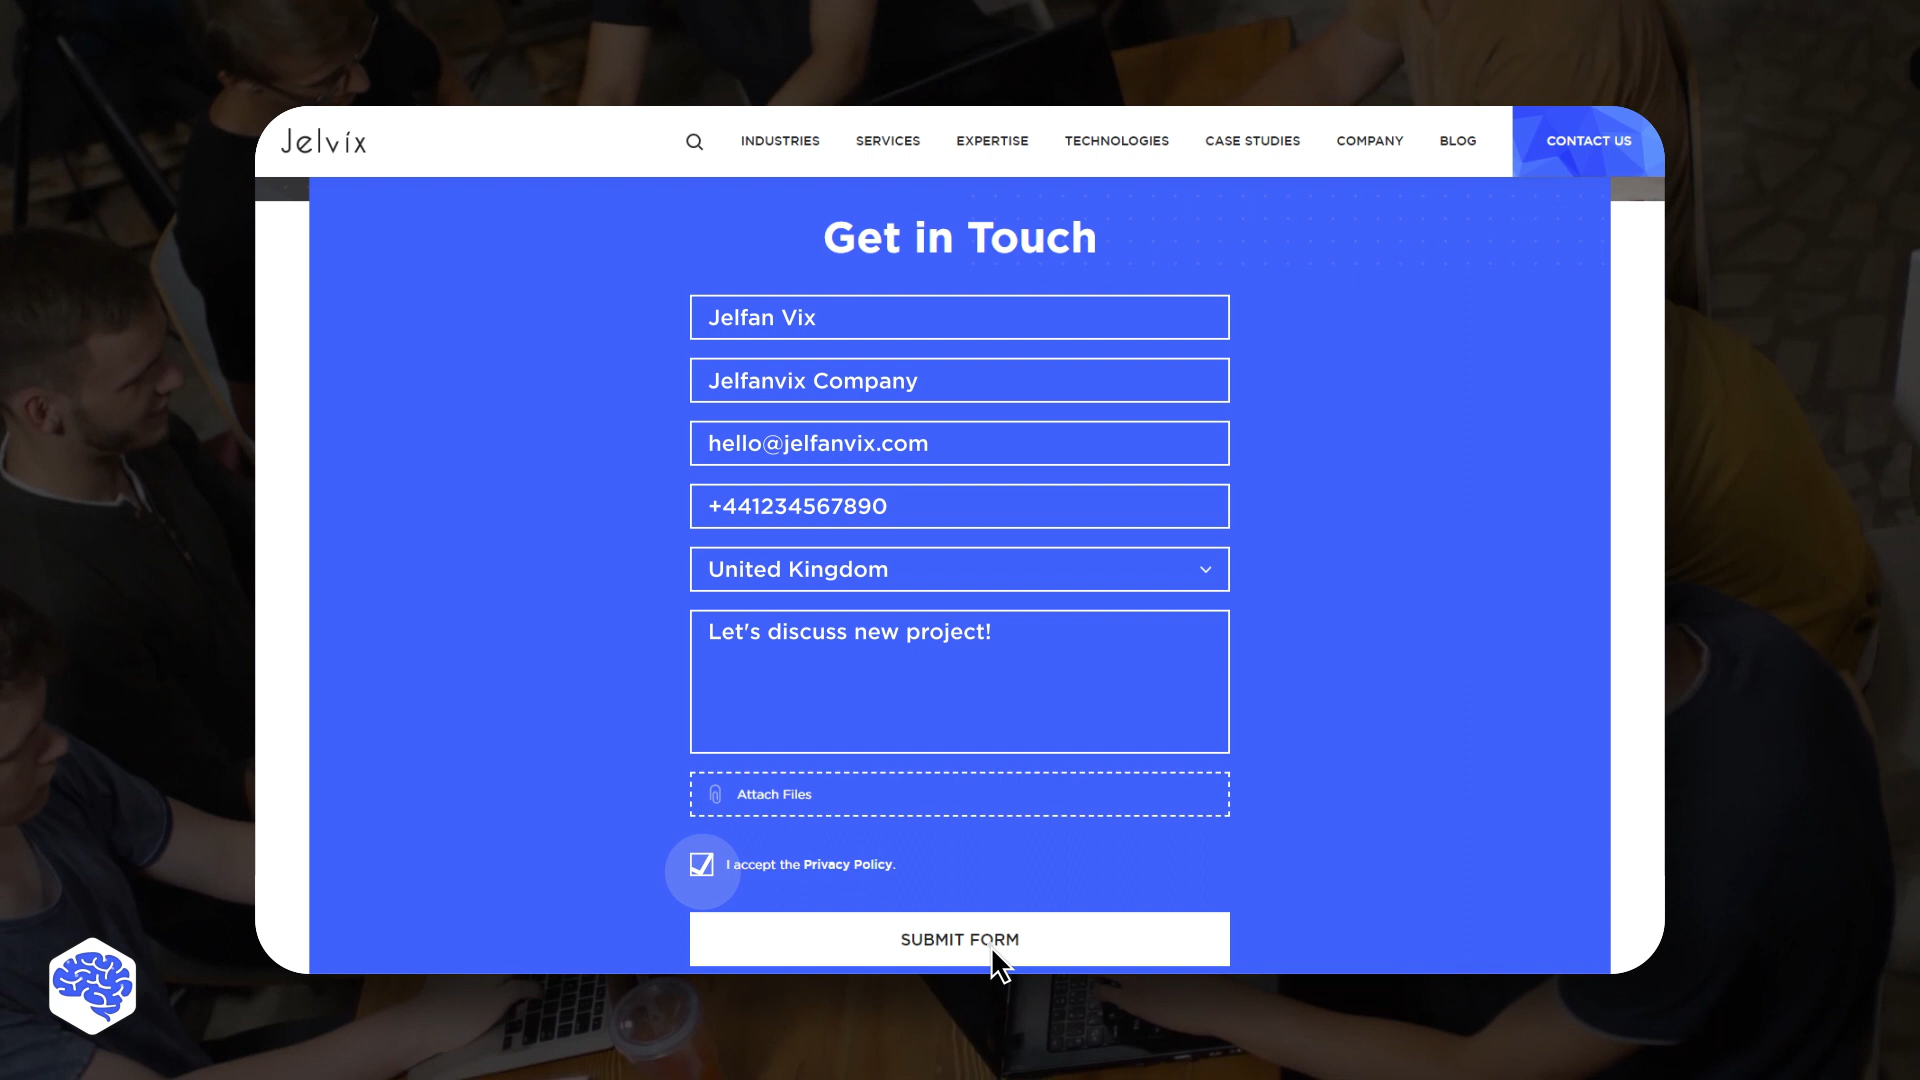 Jelvix
INDUSTRIES SERVICES EXPERTISE TECHNOLOGIES CASE STUDIES COMPANY BLOG CONTACT US
Get in Touch
Jelfan Vix
Jelfanvix Company
hello@jelfanvix.com
+441234567890
United Kingdom
Let's discuss new project!
Attach Files
I accept the Privacy Policy.
SUBMIT FORM